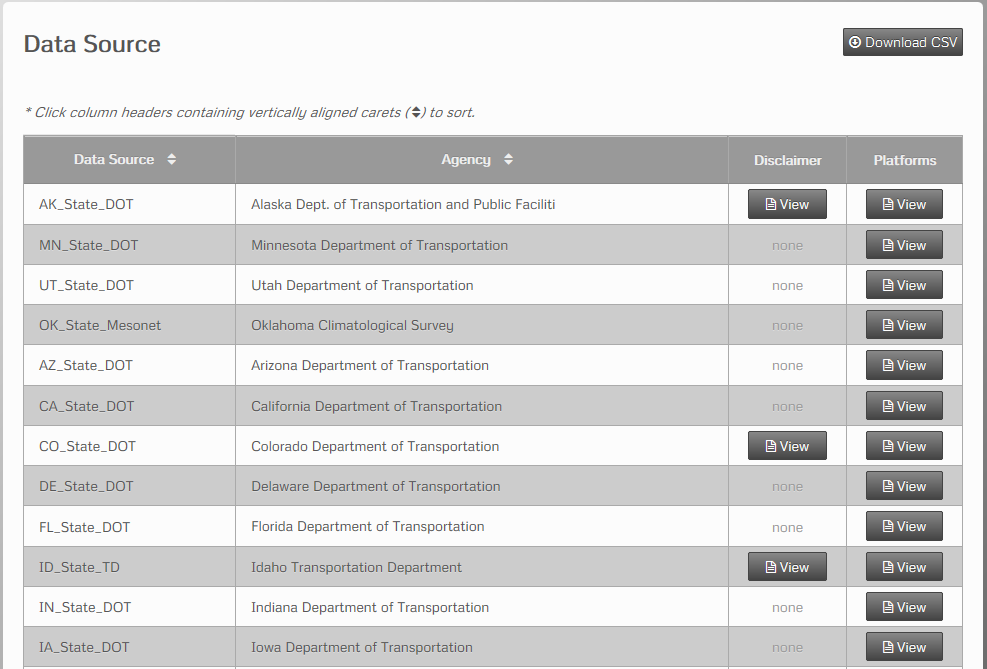 Data Source
Download CSV
* Click column headers containing vertically aligned carets () to sort.
Data Source Agency Disclaimer Platforms
AK_State_DOT Alaska Dept. of Transportation and Public Faciliti View View
MN_State_DOT Minnesota Department of Transportation none View
UT_State_DOT Utah Department of Transportation none View
OK_State_Mesonet Oklahoma Climatological Survey none View
AZ_State_DOT Arizona Department of Transportation none View
CA_State_DOT California Department of Transportation none View
CO_State_DOT Colorado Department of Transportation View View
DE_State_DOT Delaware Department of Transportation none View
FL_State_DOT Florida Department of Transportation none View
ID_State_TD Idaho Transportation Department View View
IN_State_DOT Indiana Department of Transportation none View
IA_State_DOT Iowa Department of Transportation none View